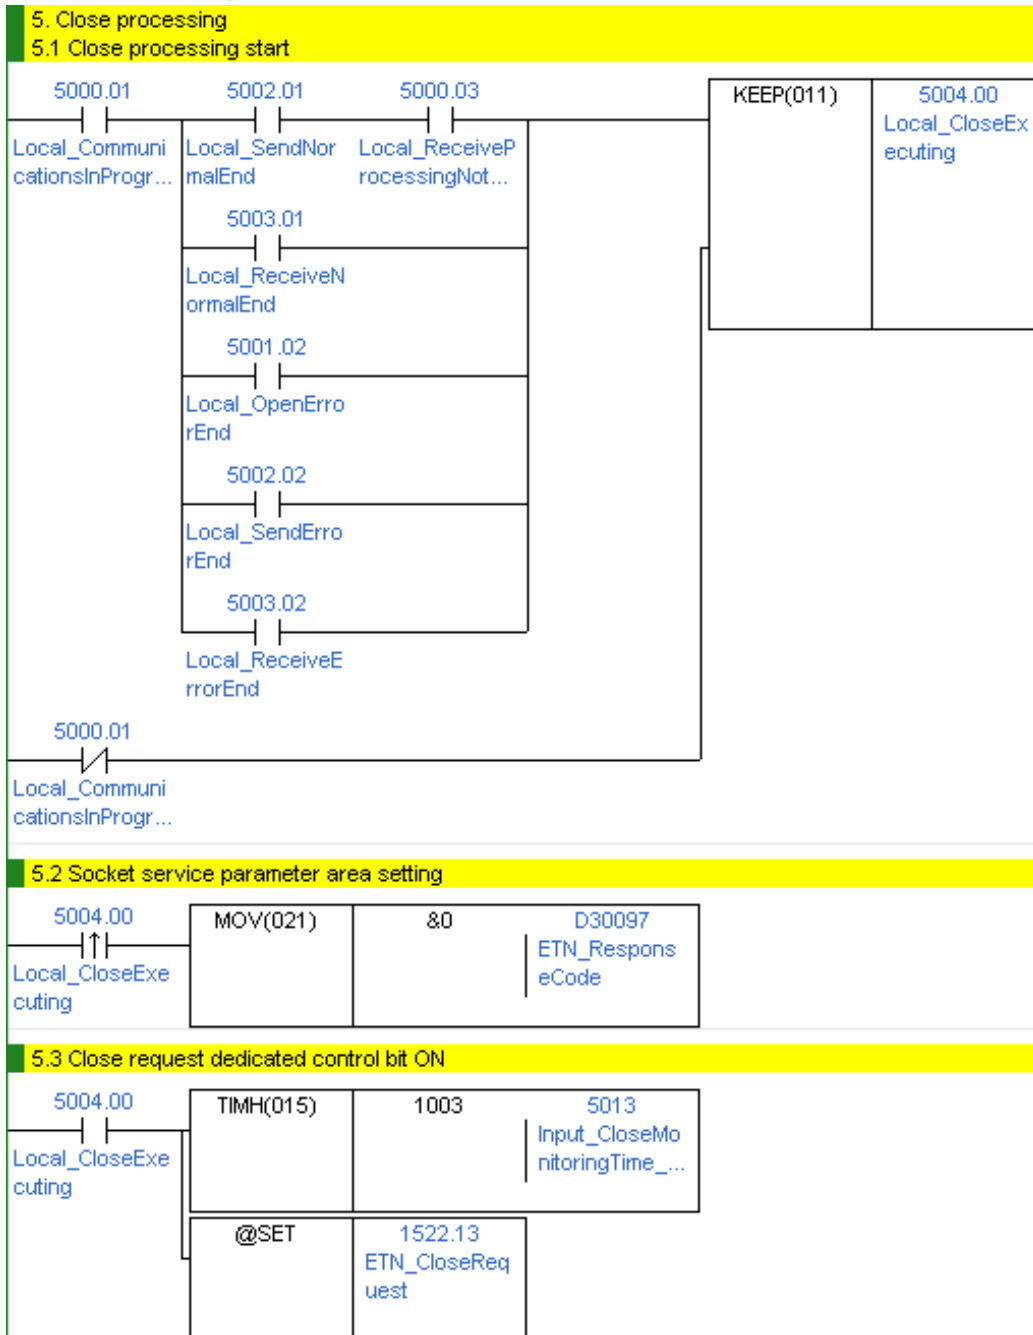 5. Close processing
5.1 Close processing start
5000.01 5002.01 5000.03 KEEP(011) 5004.00
Local_Communi Local_SendNor Local_ReceiveP Local_CloseEx
cationsInProgr... malEnd rocessingNot... ecuting
5003.01
Local_ReceiveN
ormalEnd
5001.02
Local_OpenErro
rEnd
5002.02
Local_SendErro
rEnd
5003.02
Local_ReceiveE
rrorEnd
5000.01
Local_Communi
cationsInProgr...
5.2 Socket service parameter area setting
5004.00 MOV(021) &0 D30097
Local_CloseExe ETN_Respons
cuting eCode
5.3 Close request dedicated control bit ON
5004.00 TIMH(015) 1003 5013
Local_CloseExe Input_CloseMo
cuting nitoringTime_...
@SET 1522.13
ETN_CloseReq
uest